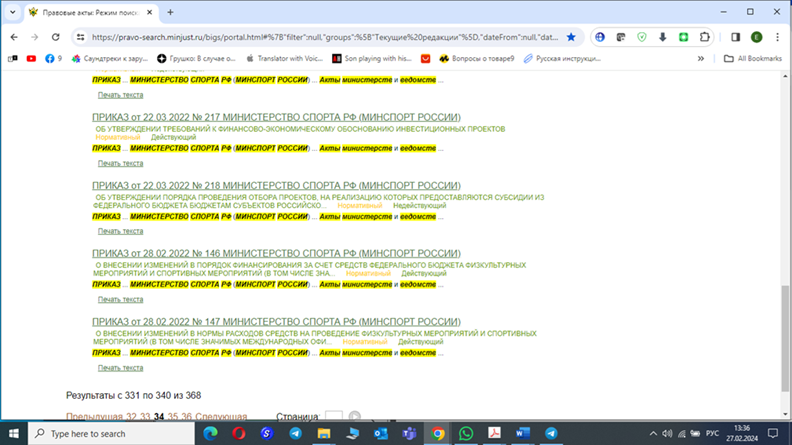 Правовые акты: Режим поиск
pravo-search.minjust.ru/bigs/portal.html#%7B"filter":null,"groups":%5B"Текущие%20редакции"%5D,"dateFrom":null,"dat...
9
Саундтреки к зару...
Грушко: В случае о...
Translator with Voic...
Son playing with his...
Вопросы о товаре9
Русская инструкци...
»
All Bookmarks
ПРИКАЗ ... МИНИСТЕРСТВО СПОРТА РФ (МИНСПОРТ РОССИИ) ... Акты министерств и ведомств ...
Печать текста
ПРИКАЗ от 22.03.2022 № 217 МИНИСТЕРСТВО СПОРТА РФ (МИНСПОРТ РОССИИ)
ОБ УТВЕРЖДЕНИИ ТРЕБОВАНИЙ К ФИНАНСОВО-ЭКОНОМИЧЕСКОМУ ОБОСНОВАНИЮ ИНВЕСТИЦИОННЫХ ПРОЕКТОВ
Нормативный Действующий
ПРИКАЗ ... МИНИСТЕРСТВО СПОРТА РФ (МИНСПОРТ РОССИИ) ... Акты министерств и ведомств ...
Печать текста
ПРИКАЗ от 22.03.2022 № 218 МИНИСТЕРСТВО СПОРТА РФ (МИНСПОРТ РОССИИ)
ОБ УТВЕРЖДЕНИИ ПОРЯДКА ПРОВЕДЕНИЯ ОТБОРА ПРОЕКТОВ, НА РЕАЛИЗАЦИЮ КОТОРЫХ ПРЕДОСТАВЛЯЮТСЯ СУБСИДИИ ИЗ
ФЕДЕРАЛЬНОГО БЮДЖЕТА БЮДЖЕТАМ СУБЪЕКТОВ РОССИЙСКО... Нормативный Недействующий
ПРИКАЗ ... МИНИСТЕРСТВО СПОРТА РФ (МИНСПОРТ РОССИИ) ... Акты министерств и ведомств ...
Печать текста
ПРИКАЗ от 28.02.2022 № 146 МИНИСТЕРСТВО СПОРТА РФ (МИНСПОРТ РОССИИ)
О ВНЕСЕНИИ ИЗМЕНЕНИЙ В ПОРЯДОК ФИНАНСИРОВАНИЯ ЗА СЧЕТ СРЕДСТВ ФЕДЕРАЛЬНОГО БЮДЖЕТА ФИЗКУЛЬТУРНЫХ
МЕРОПРИЯТИЙ И СПОРТИВНЫХ МЕРОПРИЯТИЙ (В ТОМ ЧИСЛЕ ЗНА... Нормативный Действующий
ПРИКАЗ ... МИНИСТЕРСТВО СПОРТА РФ (МИНСПОРТ РОССИИ) ... Акты министерств и ведомств ...
Печать текста
ПРИКАЗ от 28.02.2022 № 147 МИНИСТЕРСТВО СПОРТА РФ (МИНСПОРТ РОССИИ)
О ВНЕСЕНИИ ИЗМЕНЕНИЙ В НОРМЫ РАСХОДОВ СРЕДСТВ НА ПРОВЕДЕНИЕ ФИЗКУЛЬТУРНЫХ МЕРОПРИЯТИЙ И СПОРТИВНЫХ
МЕРОПРИЯТИЙ (В ТОМ ЧИСЛЕ ЗНАЧИМЫХ МЕЖДУНАРОДНЫХ ОФИ... Нормативный Действующий
ПРИКАЗ ... МИНИСТЕРСТВО СПОРТА РФ (МИНСПОРТ РОССИИ) ... Акты министерств и ведомств ...
Печать текста
Результаты с 331 по 340 из 368
Предыдущая 32 33 34 35 36 Следующая Страница:
Type here to search
РУС
13:36
27.02.2024